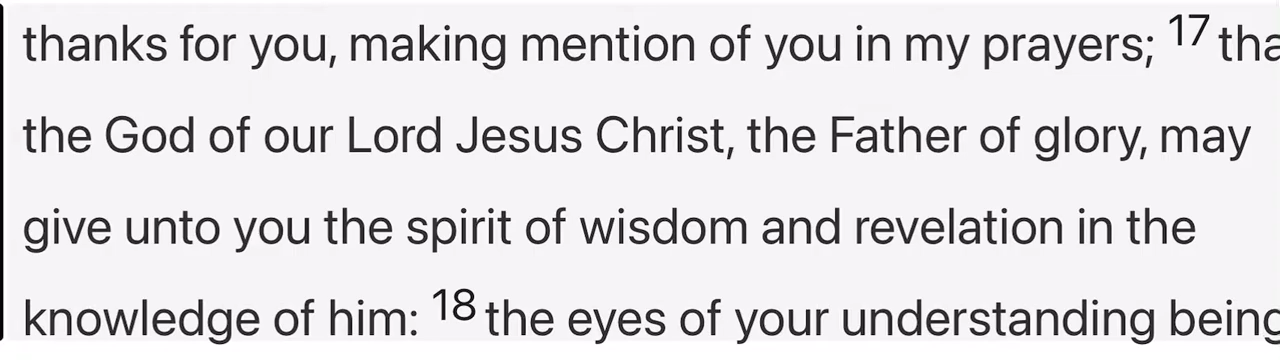 thanks for you, making mention of you in my prayers; 17 tha
the God of our Lord Jesus Christ, the Father of glory, may
give unto you the spirit of wisdom and revelation in the
knowledge of him: 18 the eyes of your understanding being